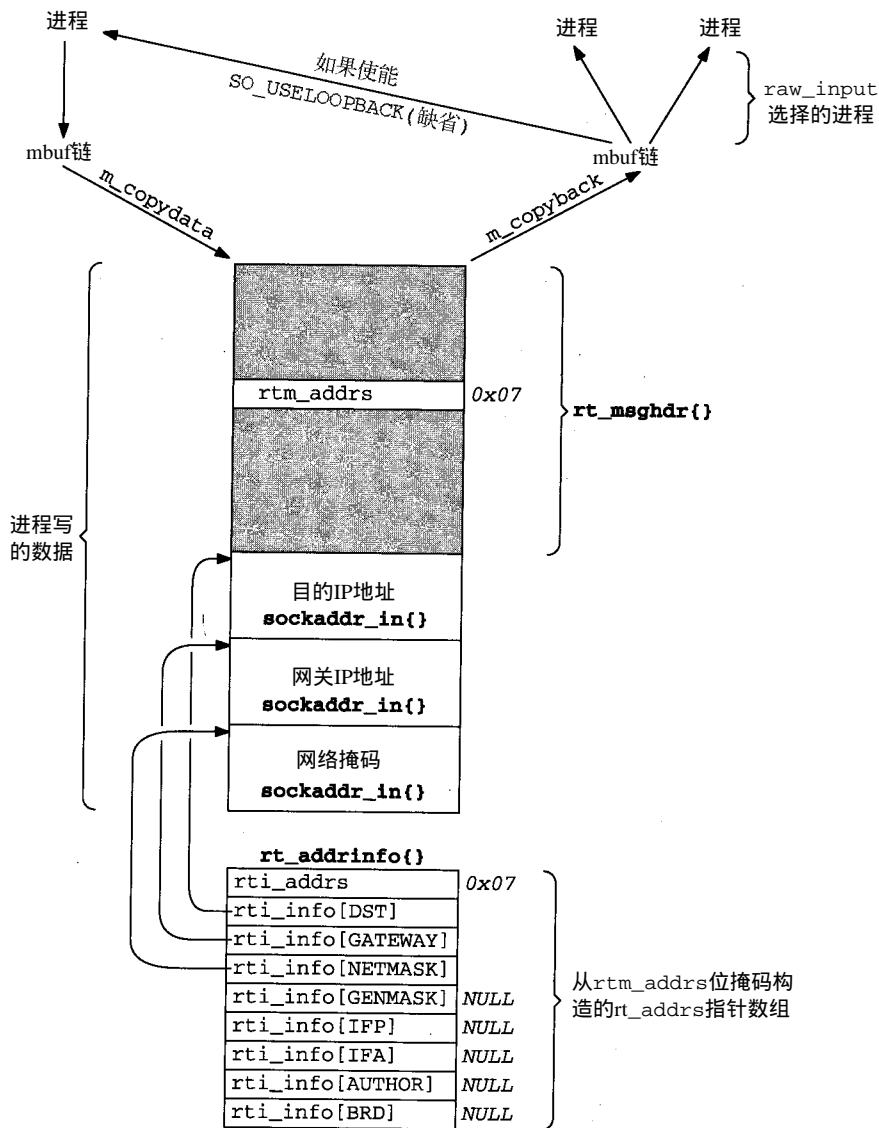 进程
进程
进程
如果使能
SO_USELOOPBACK(缺省)
raw_input
选择的进程
mbuf链
mbuf链
m_copydata
m_copyback
rtm_addrs
0x07
rt_msghdr{}
进程写
的数据
目的IP地址
sockaddr_in{}
网关IP地址
sockaddr_in{}
网络掩码
sockaddr_in{}
rt_addrinfo{}
rti_addrs
0x07
rti_info[DST]
rti_info[GATEWAY]
rti_info[NETMASK]
rti_info[GENMASK]
NULL
rti_info[IFP]
NULL
rti_info[IFA]
NULL
rti_info[AUTHOR]
NULL
rti_info[BRD]
NULL
从rtm_addrs位掩码构
造的rt_addrs指针数组